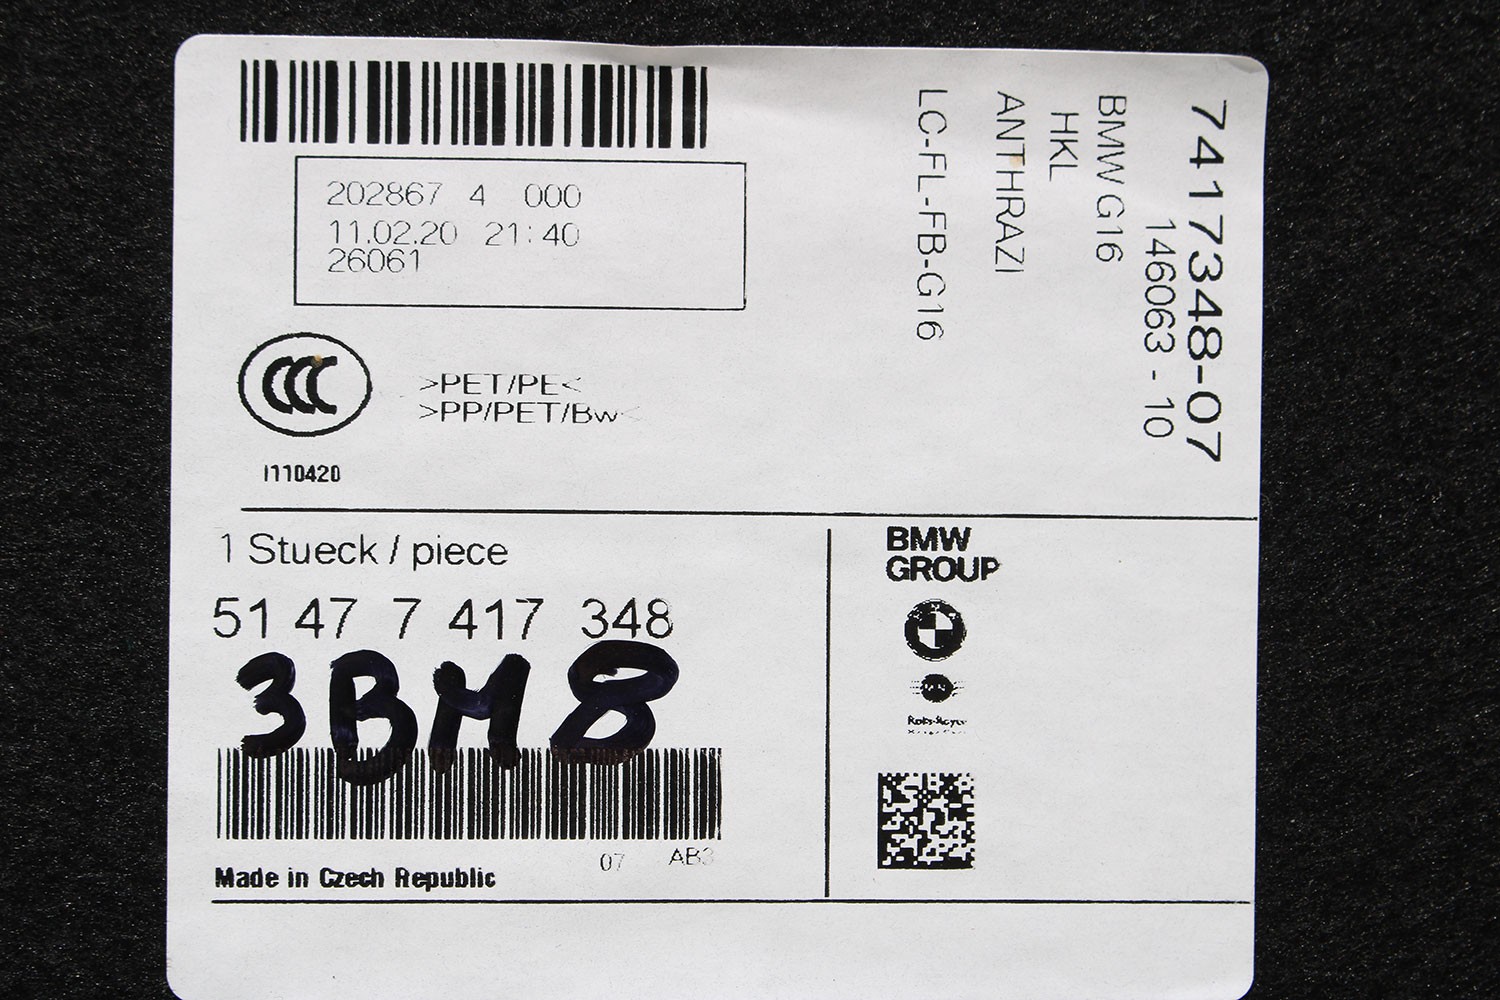 202867 4 000
11.02.20 21:40
26061
CCC
>PET/PE<
>PP/PET/Bw<
I110420
7417348-07
146063 - 10
BMW G16
HKL
ANTHRAZI
LC-FL-FB-G16
1 Stueck / piece
51 47 7 417 348
3BM8
07 AB3
Made in Czech Republic
BMW
GROUP